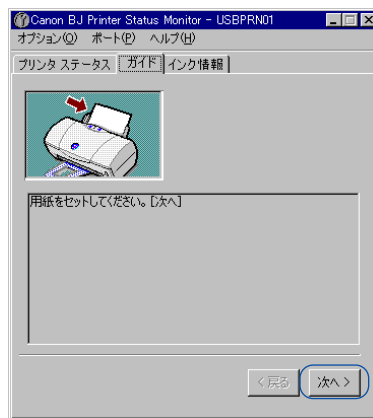 Canon BJ Printer Status Monitor - USBPRN01
オプション(O) ポート(P) ヘルプ(H)
プリンタ ステータス ガイド インク情報
用紙をセットしてください。[次へ]
< 戻る 次へ >